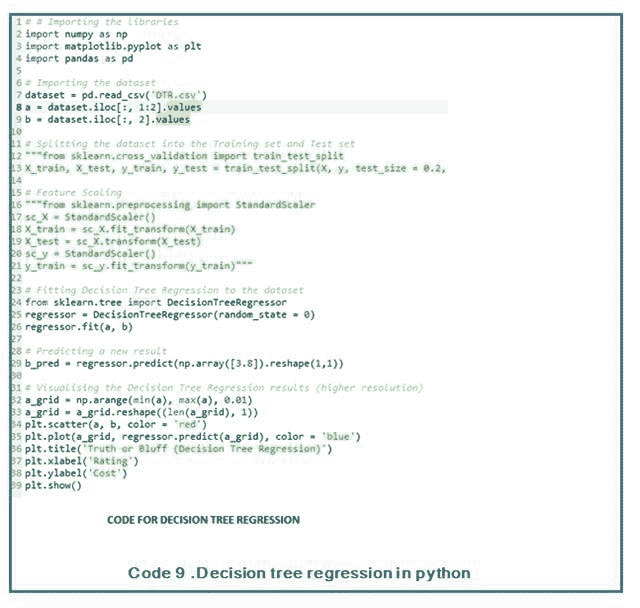 1 # # Importing the libraries
2 import numpy as np
3 import matplotlib.pyplot as plt
4 import pandas as pd
5
6 # Importing the dataset
7 dataset = pd.read_csv('DTR.csv')
8 a = dataset.iloc[:, 1:2].values
9 b = dataset.iloc[:, 2].values
10
11 # Splitting the dataset into the Training set and Test set
12 """from sklearn.cross_validation import train_test_split
13 X_train, X_test, y_train, y_test = train_test_split(X, y, test_size = 0.2,
14
15 # Feature Scaling
16 """from sklearn.preprocessing import StandardScaler
17 sc_X = StandardScaler()
18 X_train = sc_X.fit_transform(X_train)
19 X_test = sc_X.transform(X_test)
20 sc_y = StandardScaler()
21 y_train = sc_y.fit_transform(y_train)"""
22
23 # Fitting Decision Tree Regression to the dataset
24 from sklearn.tree import DecisionTreeRegressor
25 regressor = DecisionTreeRegressor(random_state = 0)
26 regressor.fit(a, b)
27
28 # Predicting a new result
29 b_pred = regressor.predict(np.array([3.8]).reshape(1,1))
30
31 # Visualising the Decision Tree Regression results (higher resolution)
32 a_grid = np.arange(min(a), max(a), 0.01)
33 a_grid = a_grid.reshape((len(a_grid), 1))
34 plt.scatter(a, b, color = 'red')
35 plt.plot(a_grid, regressor.predict(a_grid), color = 'blue')
36 plt.title('Truth or Bluff (Decision Tree Regression)')
37 plt.xlabel('Rating')
38 plt.ylabel('Cost')
39 plt.show()
CODE FOR DECISION TREE REGRESSION
Code 9 .Decision tree regression in python